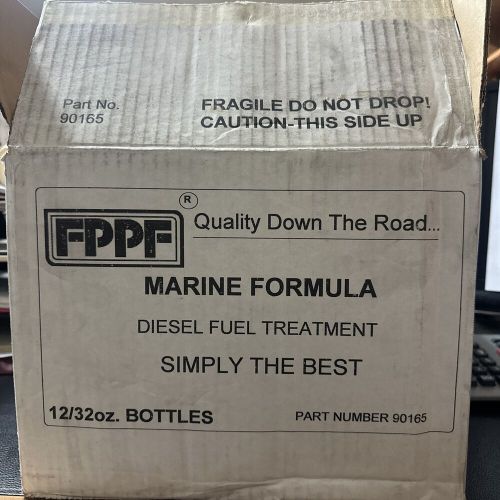 Part No.
90165
FRAGILE DO NOT DROP!
CAUTION-THIS SIDE UP
FPPF
®
Quality Down The Road...
MARINE FORMULA
DIESEL FUEL TREATMENT
SIMPLY THE BEST
12/32oz. BOTTLES
PART NUMBER 90165